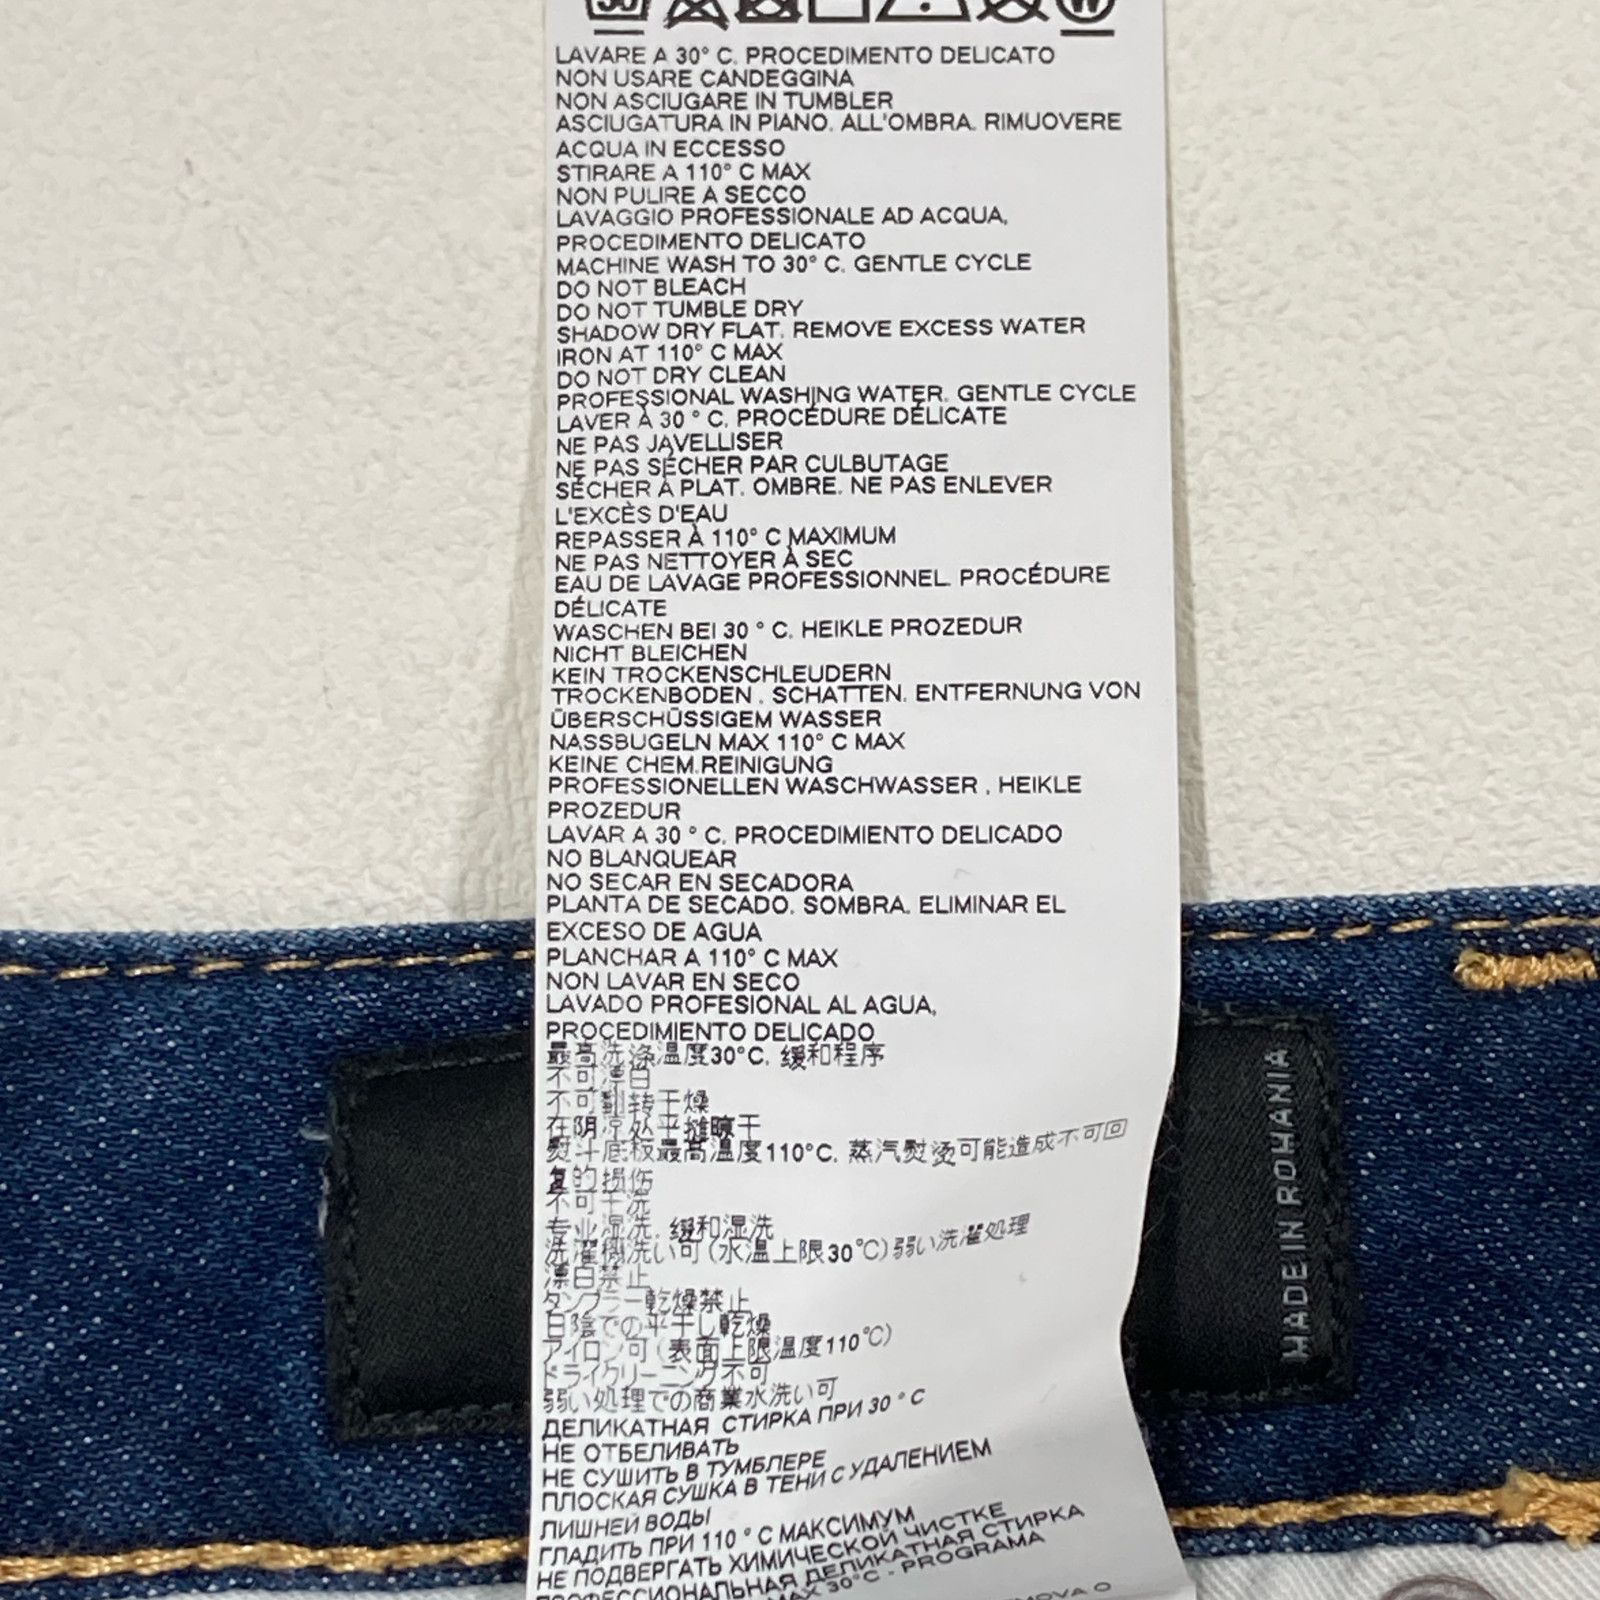 LAVARE A 30° C. PROCEDIMENTO DELICATO
NON USARE CANDEGGINA
NON ASCIUGARE IN TUMBLER
ASCIUGATURA IN PIANO. ALL'OMBRA. RIMUOVERE
ACQUA IN ECCESSO
STIRARE A 110° C MAX
NON PULIRE A SECCO
LAVAGGIO PROFESSIONALE AD ACQUA,
PROCEDIMENTO DELICATO
MACHINE WASH TO 30° C. GENTLE CYCLE
DO NOT BLEACH
DO NOT TUMBLE DRY
SHADOW DRY FLAT. REMOVE EXCESS WATER
IRON AT 110° C MAX
DO NOT DRY CLEAN
PROFESSIONAL WASHING WATER. GENTLE CYCLE
LAVER À 30 ° C. PROCÉDURE DÉLICATE
NE PAS JAVELLISER
NE PAS SÉCHER PAR CULBUTAGE
SÉCHER À PLAT. OMBRE. NE PAS ENLEVER
L'EXCÈS D'EAU
REPASSER À 110° C MAXIMUM
NE PAS NETTOYER À SEC
EAU DE LAVAGE PROFESSIONNEL. PROCÉDURE
DÉLICATE
WASCHEN BEI 30 ° C. HEIKLE PROZEDUR
NICHT BLEICHEN
KEIN TROCKENSCHLEUDERN
TROCKENBODEN . SCHATTEN. ENTFERNUNG VON
ÜBERSCHÜSSIGEM WASSER
NASSBUGELN MAX 110° C MAX
KEINE CHEM.REINIGUNG
PROFESSIONELLEN WASCHWASSER , HEIKLE
PROZEDUR
LAVAR A 30 ° C. PROCEDIMIENTO DELICADO
NO BLANQUEAR
NO SECAR EN SECADORA
PLANTA DE SECADO. SOMBRA. ELIMINAR EL
EXCESO DE AGUA
PLANCHAR A 110° C MAX
NON LAVAR EN SECO
LAVADO PROFESIONAL AL AGUA,
PROCEDIMIENTO DELICADO
最高洗涤温度30°C. 缓和程序
不可漂白
不可翻转干燥
在阴凉处平摊曠干
熨斗底板最高温度110°C. 蒸汽熨烫可能造成不可回
复的损伤
不可干洗
专业湿洗. 缓和湿洗
洗濯機洗い可(水温上限30℃)弱い洗濯処理
漂白禁止
タンブラー乾燥禁止
日陰での平干し乾燥
アイロン可(表面上限温度110℃)
ドライクリーニング不可
弱い処理での商業水洗い可
ДЕЛИКАТНАЯ СТИРКА ПРИ 30 ° C
НЕ ОТБЕЛИВАТЬ
НЕ СУШИТЬ В ТУМБЛЕРЕ
ПЛОСКАЯ СУШКА В ТЕНИ С УДАЛЕНИЕМ
ЛИШНЕЙ ВОДЫ
ГЛАДИТЬ ПРИ 110 ° C МАКСИМУМ
НЕ ПОДВЕРГАТЬ ХИМИЧЕСКОЙ ЧИСТКЕ
ПРОФЕССИОНАЛЬНАЯ ДЕЛИКАТНАЯ СТИРКА
MAX 30°C - PROGRAMA
MADE IN ROMANIA